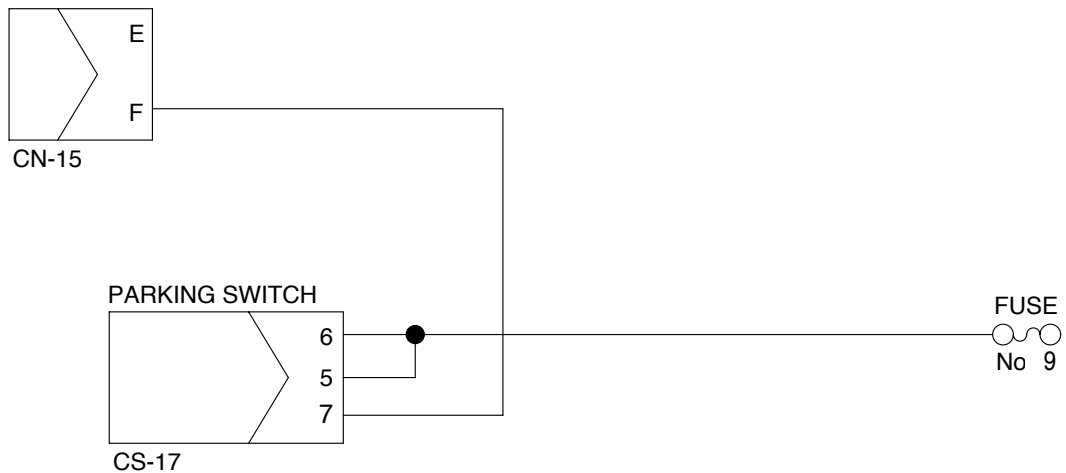 E
F
CN-15
PARKING SWITCH
6
5
7
CS-17
FUSE
No 9